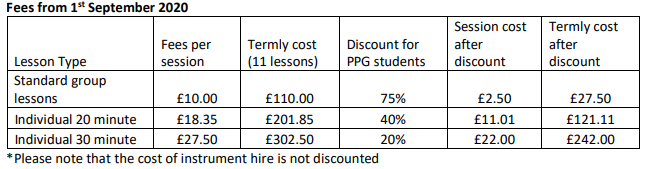 Fees from 1st September 2020
Lesson Type Fees per session Termly cost (11 lessons) Discount for PPG students Session cost after discount Termly cost after discount
Standard group lessons £10.00 £110.00 75% £2.50 £27.50
Individual 20 minute £18.35 £201.85 40% £11.01 £121.11
Individual 30 minute £27.50 £302.50 20% £22.00 £242.00
*Please note that the cost of instrument hire is not discounted